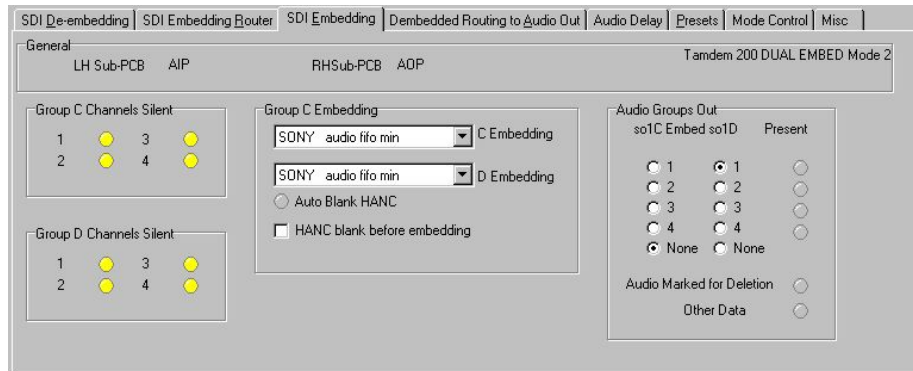 SDI De-embedding SDI Embedding Router SDI Embedding Dembedded Routing to Audio Out Audio Delay Presets Mode Control Misc
General
LH Sub-PCB AIP RHSub-PCB AOP Tamdem 200 DUAL EMBED Mode 2
Group C Channels Silent
1 3
2 4
Group D Channels Silent
1 3
2 4
Group C Embedding
SONY audio fifo min C Embedding
SONY audio fifo min D Embedding
Auto Blank HANC
HANC blank before embedding
Audio Groups Out
so1C Embed so1D Present
1 1
2 2
3 3
4 4
None None
Audio Marked for Deletion
Other Data